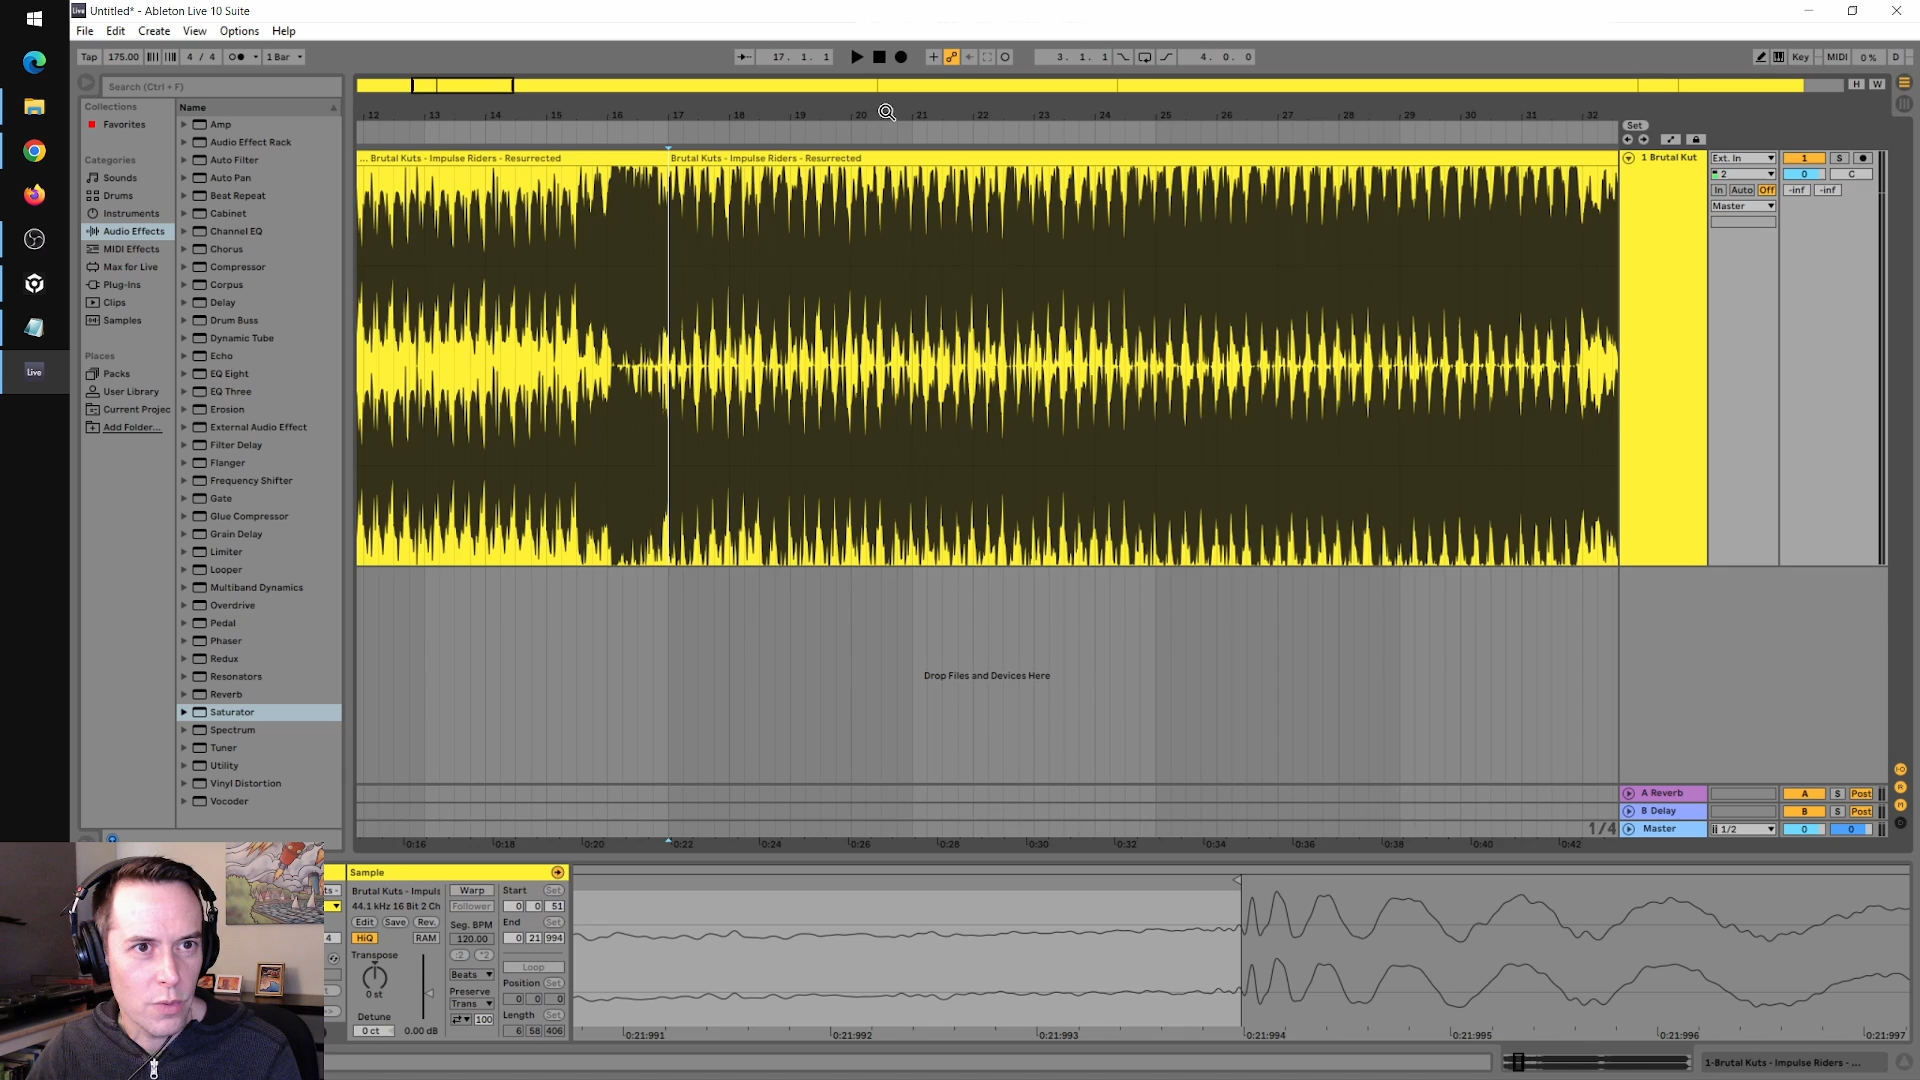 Untitled* - Ableton Live 10 Suite
File Edit Create View Options Help
Tap 175.00 4 / 4 1 Bar 17. 1. 1 3. 1. 1 4. 0. 0 Key MIDI 0 % D
Search (Ctrl + F)
H W
Collections
Favorites
Categories
Sounds
Drums
Instruments
Audio Effects
MIDI Effects
Max for Live
Plug-Ins
Clips
Samples
Places
Packs
User Library
Current Projec
Add Folder...
Name
Amp
Audio Effect Rack
Auto Filter
Auto Pan
Beat Repeat
Cabinet
Channel EQ
Chorus
Compressor
Corpus
Delay
Drum Buss
Dynamic Tube
Echo
EQ Eight
EQ Three
Erosion
External Audio Effect
Filter Delay
Flanger
Frequency Shifter
Gate
Glue Compressor
Grain Delay
Limiter
Looper
Multiband Dynamics
Overdrive
Pedal
Phaser
Redux
Resonators
Reverb
Saturator
Spectrum
Tuner
Utility
Vinyl Distortion
Vocoder
12 13 14 15 16 17 18 19 20 21 22 23 24 25 26 27 28 29 30 31 32
Set
... Brutal Kuts - Impulse Riders - Resurrected
Brutal Kuts - Impulse Riders - Resurrected
1 Brutal Kut
Ext. In 1 S
2 0 C
In Auto Off -inf -inf
Master
Drop Files and Devices Here
A Reverb A S Post
B Delay B S Post
1/4 Master 1/2 0 0
0:16 0:18 0:20 0:22 0:24 0:26 0:28 0:30 0:32 0:34 0:36 0:38 0:40 0:42
Live
Sample
Brutal Kuts - Impuls
44.1 kHz 16 Bit 2 Ch
Edit Save Rev.
HiQ RAM
Transpose
0 st
Detune
0 ct 0.00 dB
Warp
Follower
Seg. BPM
120.00
:2 *2
Beats
Preserve
Trans
100
Start Set
0 0 51
End Set
0 21 994
Loop
Position Set
0 0 0
Length Set
6 58 406
0:21:991 0:21:992 0:21:993 0:21:994 0:21:995 0:21:996 0:21:997
1-Brutal Kuts - Impulse Riders - ...